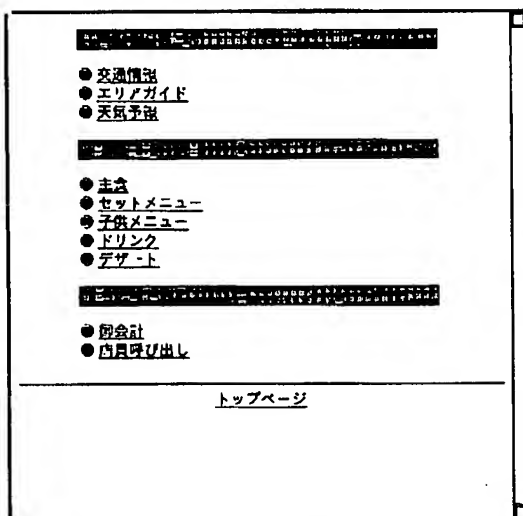 交通情報
エリアガイド
天気予報
主食
セットメニュー
子供メニュー
ドリンク
デザート
御会計
店員呼び出し
トップページ